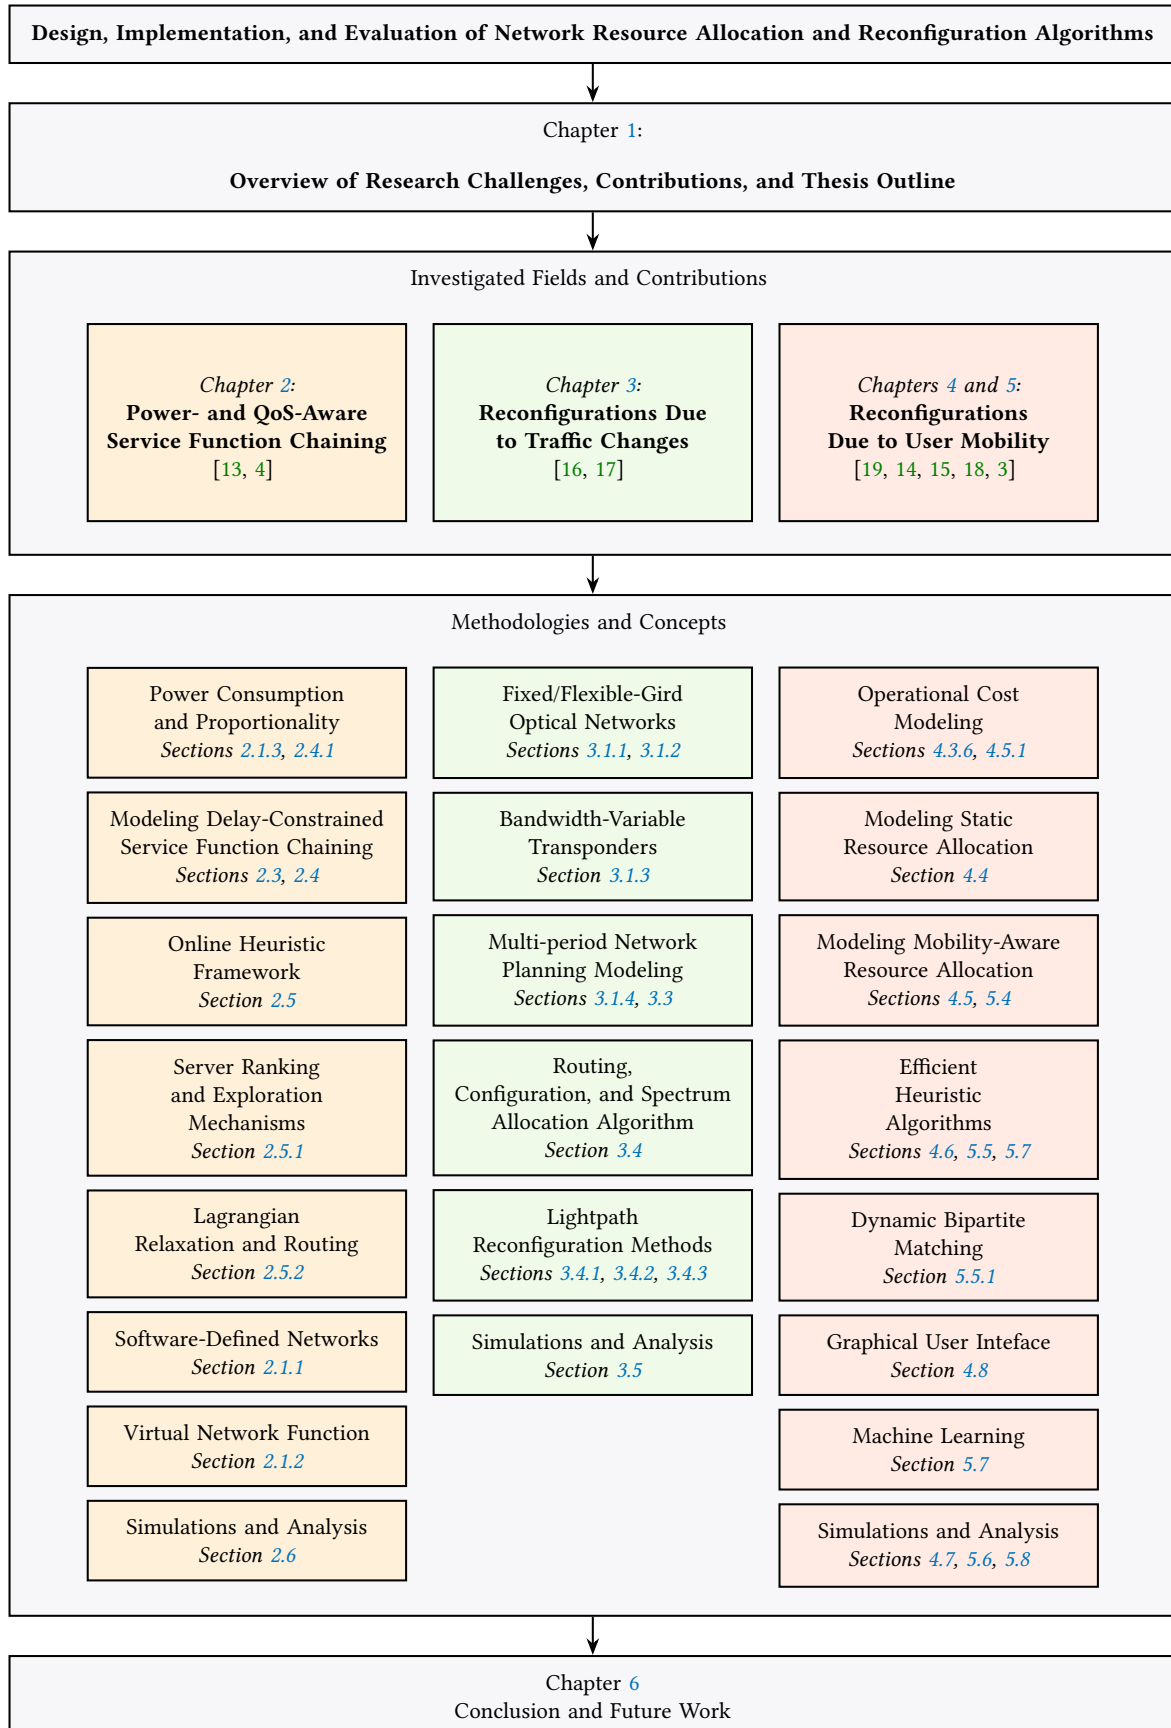 Design, Implementation, and Evaluation of Network Resource Allocation and Reconfiguration Algorithms
Chapter 1:
Overview of Research Challenges, Contributions, and Thesis Outline
Investigated Fields and Contributions
Chapter 2:
Power- and QoS-Aware
Service Function Chaining
[13, 4]
Chapter 3:
Reconfigurations Due
to Traffic Changes
[16, 17]
Chapters 4 and 5:
Reconfigurations
Due to User Mobility
[19, 14, 15, 18, 3]
Methodologies and Concepts
Power Consumption
and Proportionality
Sections 2.1.3, 2.4.1
Modeling Delay-Constrained
Service Function Chaining
Sections 2.3, 2.4
Online Heuristic
Framework
Section 2.5
Server Ranking
and Exploration
Mechanisms
Section 2.5.1
Lagrangian
Relaxation and Routing
Section 2.5.2
Software-Defined Networks
Section 2.1.1
Virtual Network Function
Section 2.1.2
Simulations and Analysis
Section 2.6
Fixed/Flexible-Gird
Optical Networks
Sections 3.1.1, 3.1.2
Bandwidth-Variable
Transponders
Section 3.1.3
Multi-period Network
Planning Modeling
Sections 3.1.4, 3.3
Routing,
Configuration, and Spectrum
Allocation Algorithm
Section 3.4
Lightpath
Reconfiguration Methods
Sections 3.4.1, 3.4.2, 3.4.3
Simulations and Analysis
Section 3.5
Operational Cost
Modeling
Sections 4.3.6, 4.5.1
Modeling Static
Resource Allocation
Section 4.4
Modeling Mobility-Aware
Resource Allocation
Sections 4.5, 5.4
Efficient
Heuristic
Algorithms
Sections 4.6, 5.5, 5.7
Dynamic Bipartite
Matching
Section 5.5.1
Graphical User Inteface
Section 4.8
Machine Learning
Section 5.7
Simulations and Analysis
Sections 4.7, 5.6, 5.8
Chapter 6
Conclusion and Future Work